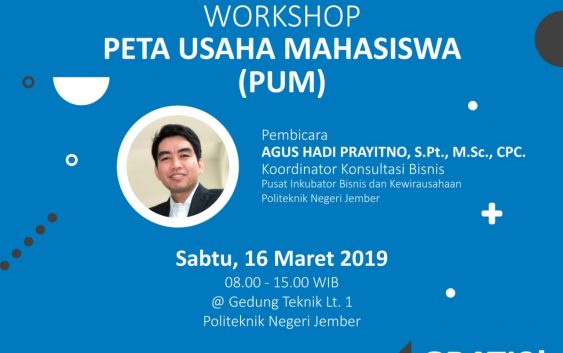 WORKSHOP
PETA USAHA MAHASISWA
(PUM)
Pembicara
AGUS HADI PRAYITNO, S.Pt., M.Sc., CPC.
Koordinator Konsultasi Bisnis
Pusat Inkubator Bisnis dan Kewirausahaan
Politeknik Negeri Jember
Sabtu, 16 Maret 2019
08.00 - 15.00 WIB
@ Gedung Teknik Lt. 1
Politeknik Negeri Jember